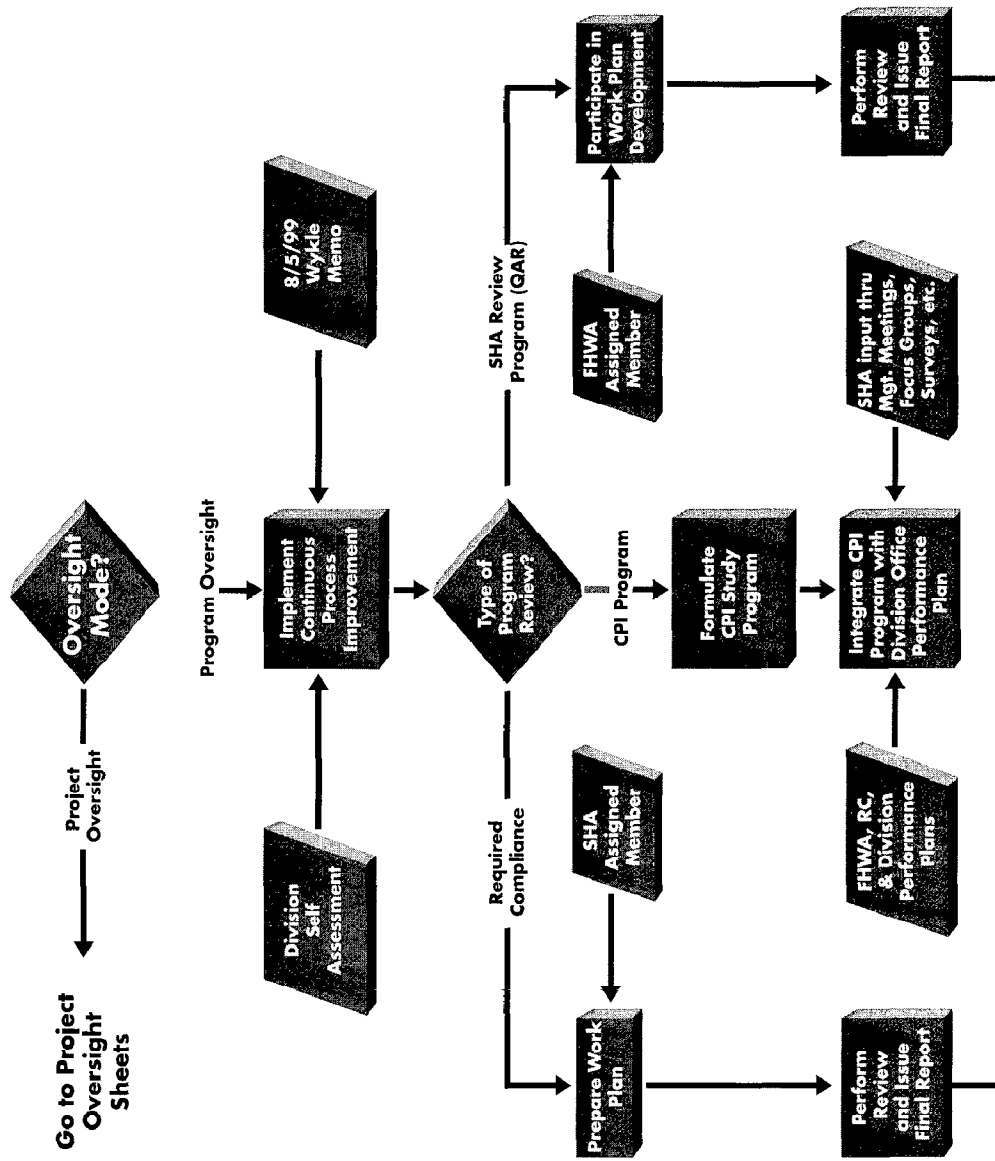 Oversight
Mode?
Project
Oversight
Go to Project
Oversight
Sheets
Program Oversight
Division
Self
Assessment
Implement
Continuous
Process
Improvement
8/5/99
Wykle
Memo
Type of
Program
Review?
Required
Compliance
CPI Program
SHA Review
Program (QAR)
SHA
Assigned
Member
Prepare Work
Plan
Formulate
CPI Study
Program
FHWA
Assigned
Member
Participate in
Work Plan
Development
Perform
Review
and Issue
Final Report
FHWA, RC,
& Division
Performance
Plans
Integrate CPI
Program with
Division Office
Performance
Plan
SHA input thru
Mgt. Meetings,
Focus Groups,
Surveys, etc.
Perform
Review
and Issue
Final Report